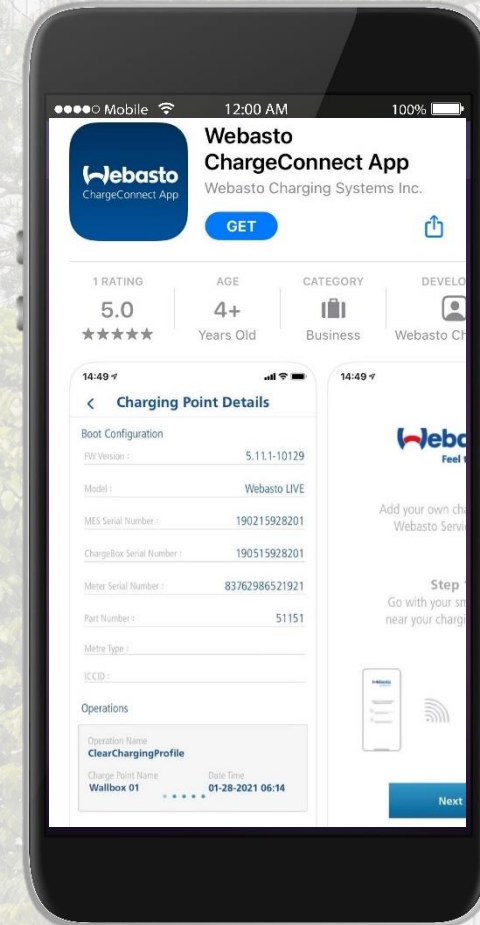 Mobile 12:00 AM 100%
Webasto
ChargeConnect App
Webasto
ChargeConnect App
Webasto Charging Systems Inc.
GET
1 RATING AGE CATEGORY DEVELO
5.0 4+
Years Old Business Webasto Ch
14:49
Charging Point Details
Boot Configuration
FW Version : 5.11.1-10129
Model : Webasto LIVE
MES Serial Number : 190215928201
ChargeBox Serial Number : 190515928201
Meter Serial Number : 83762986521921
Part Number : 51151
Metre Type :
ICCID :
Operations
Operation Name
ClearChargingProfile
Charge Point Name Date Time
Wallbox 01 01-28-2021 06:14
14:49
Weba
Feel
Add your own cha
Webasto Servi
Step
Go with your sm
near your chargi
Next